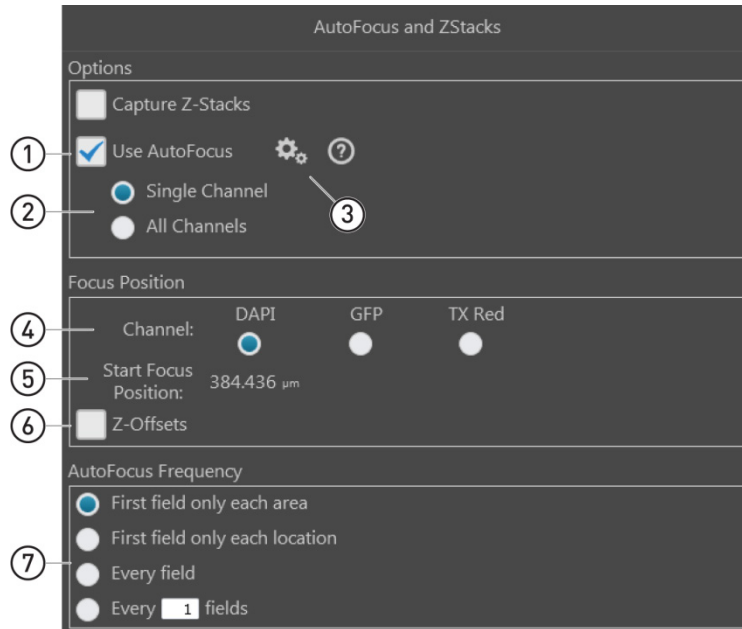 AutoFocus and ZStacks
Options
Capture Z-Stacks
1 Use AutoFocus ?
2 Single Channel 3
All Channels
Focus Position
DAPI GFP TX Red
4 Channel:
5 Start Focus
Position: 384.436 µm
6 Z-Offsets
AutoFocus Frequency
First field only each area
First field only each location
7 Every field
Every 1 fields